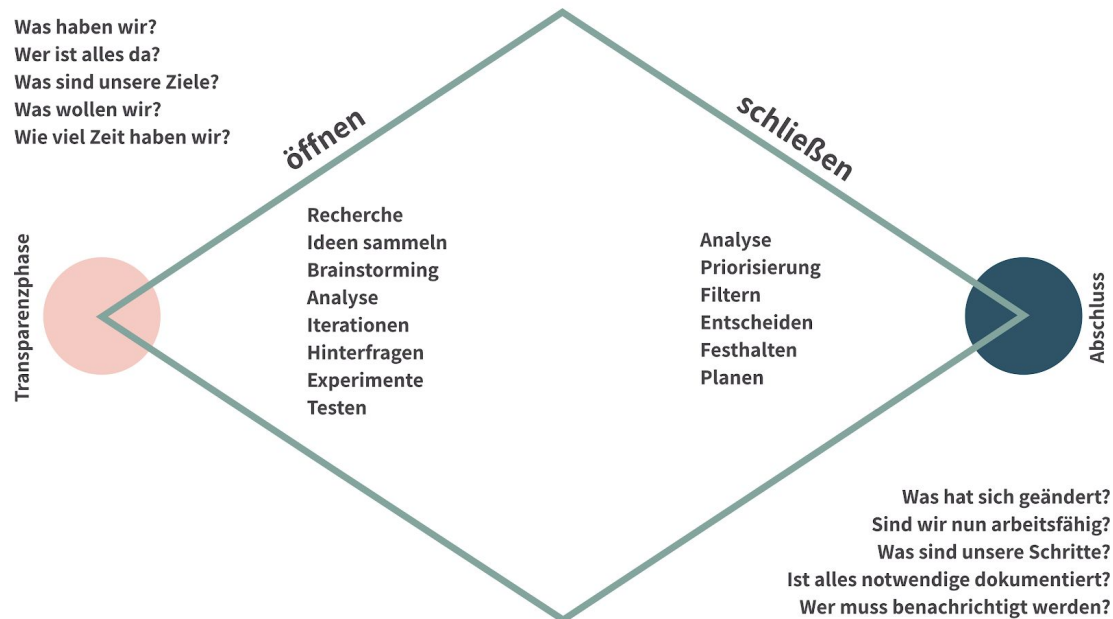 Was haben wir?
Wer ist alles da?
Was sind unsere Ziele?
Was wollen wir?
Wie viel Zeit haben wir?
öffnen
schließen
Transparenzphase
Recherche
Ideen sammeln
Brainstorming
Analyse
Iterationen
Hinterfragen
Experimente
Testen
Analyse
Priorisierung
Filtern
Entscheiden
Festhalten
Planen
Abschluss
Was hat sich geändert?
Sind wir nun arbeitsfähig?
Was sind unsere Schritte?
Ist alles notwendige dokumentiert?
Wer muss benachrichtigt werden?